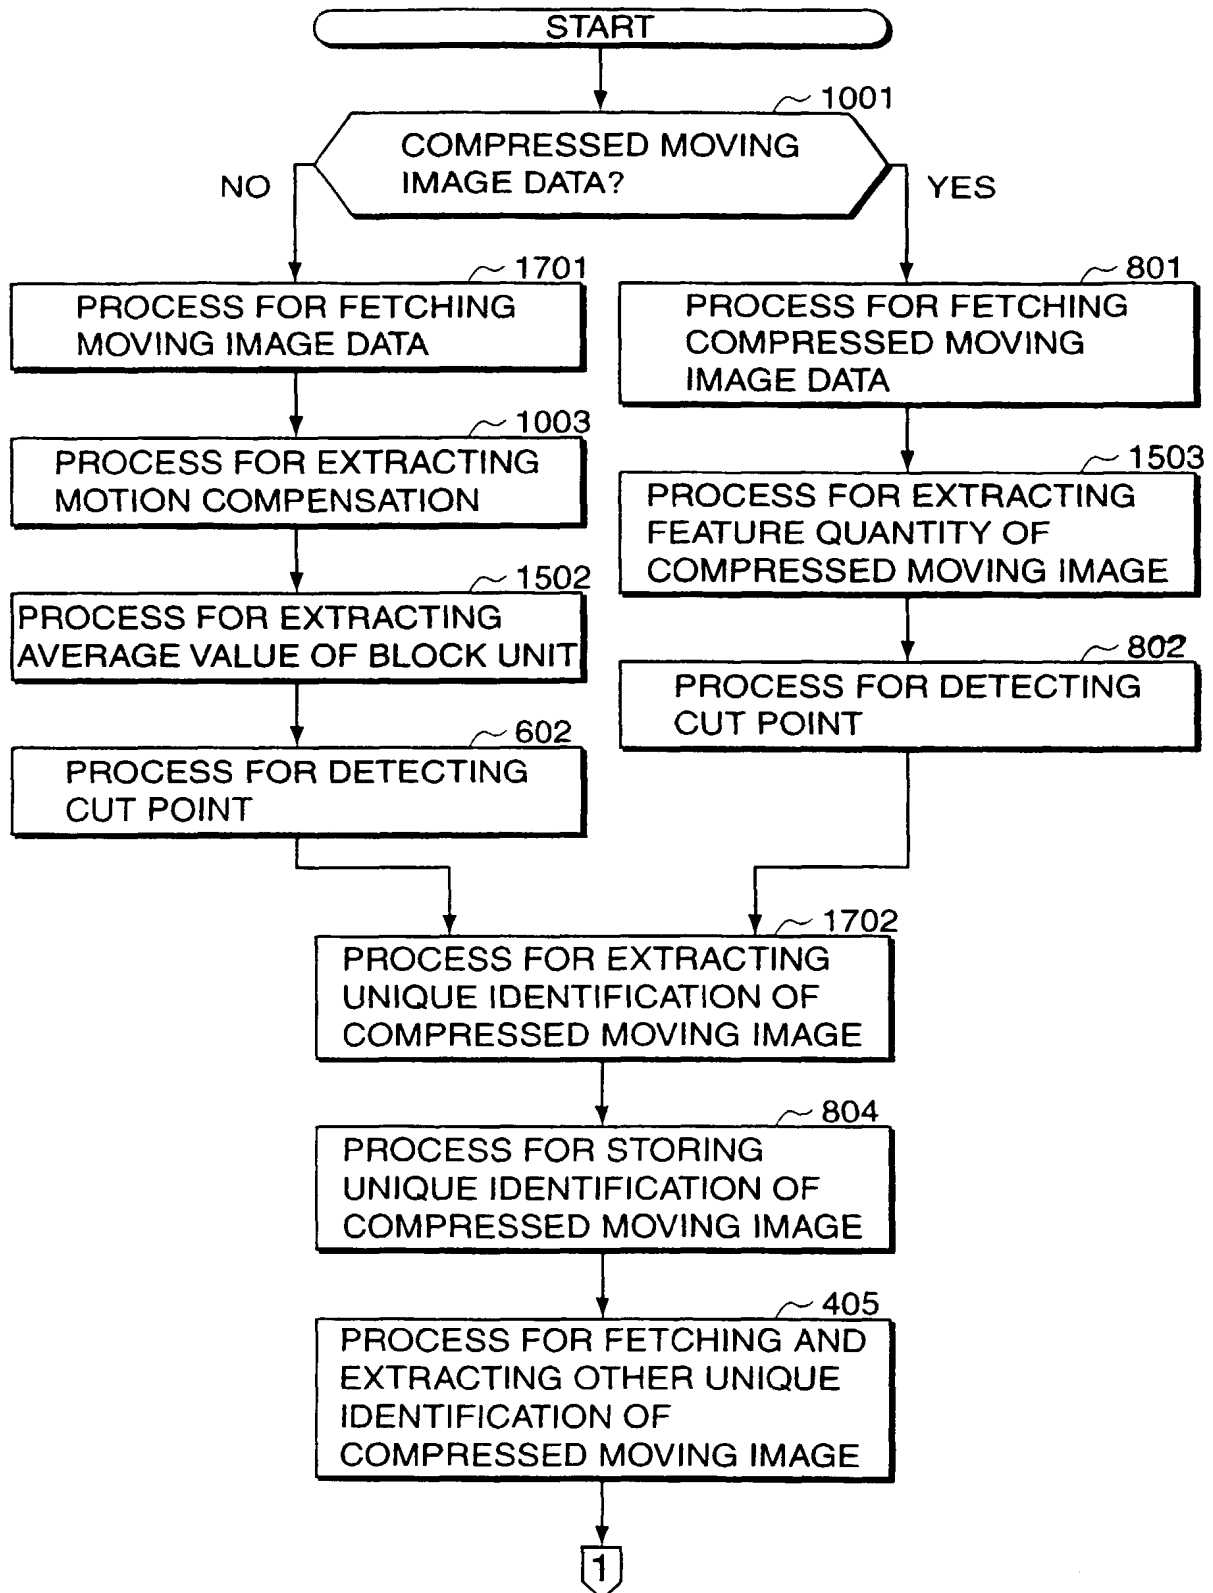 START
1001
COMPRESSED MOVING
IMAGE DATA?
NO
YES
1701
PROCESS FOR FETCHING
MOVING IMAGE DATA
801
PROCESS FOR FETCHING
COMPRESSED MOVING
IMAGE DATA
1003
PROCESS FOR EXTRACTING
MOTION COMPENSATION
1503
PROCESS FOR EXTRACTING
FEATURE QUANTITY OF
COMPRESSED MOVING IMAGE
1502
PROCESS FOR EXTRACTING
AVERAGE VALUE OF BLOCK UNIT
802
PROCESS FOR DETECTING
CUT POINT
602
PROCESS FOR DETECTING
CUT POINT
1702
PROCESS FOR EXTRACTING
UNIQUE IDENTIFICATION OF
COMPRESSED MOVING IMAGE
804
PROCESS FOR STORING
UNIQUE IDENTIFICATION OF
COMPRESSED MOVING IMAGE
405
PROCESS FOR FETCHING AND
EXTRACTING OTHER UNIQUE
IDENTIFICATION OF
COMPRESSED MOVING IMAGE
1